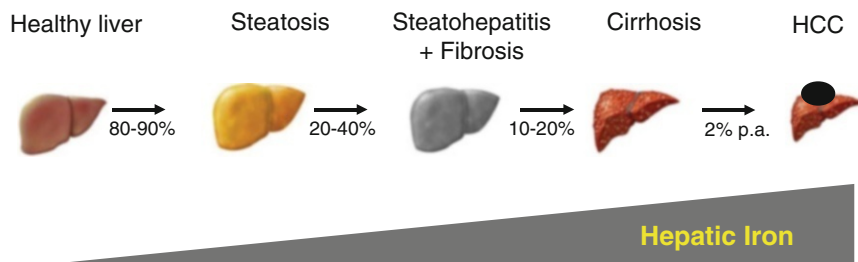 Healthy liver
Steatosis
Steatohepatitis
+ Fibrosis
Cirrhosis
HCC
80-90%
20-40%
10-20%
2% p.a.
Hepatic Iron